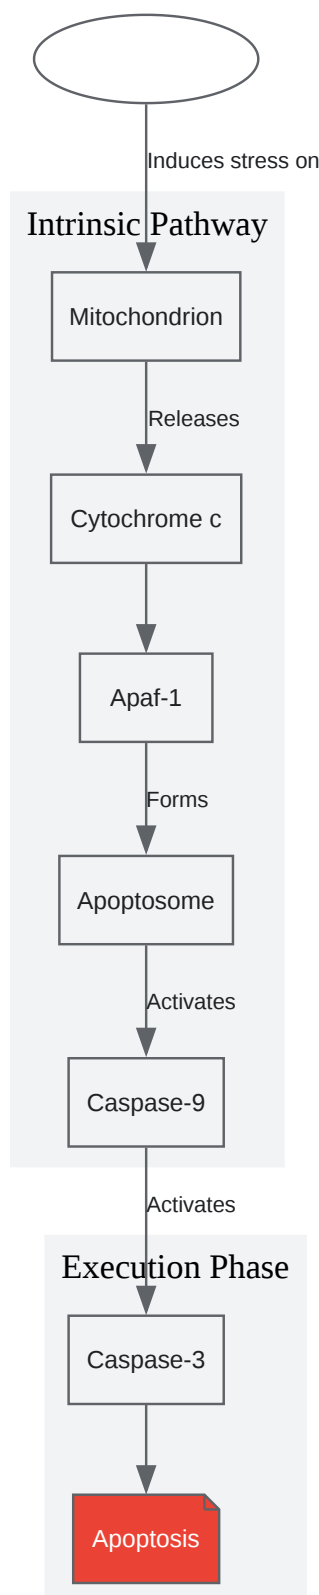 Induces stress on
Intrinsic Pathway
Mitochondrion
Releases
Cytochrome c
Apaf-1
Forms
Apoptosome
Activates
Caspase-9
Activates
Execution Phase
Caspase-3
Apoptosis